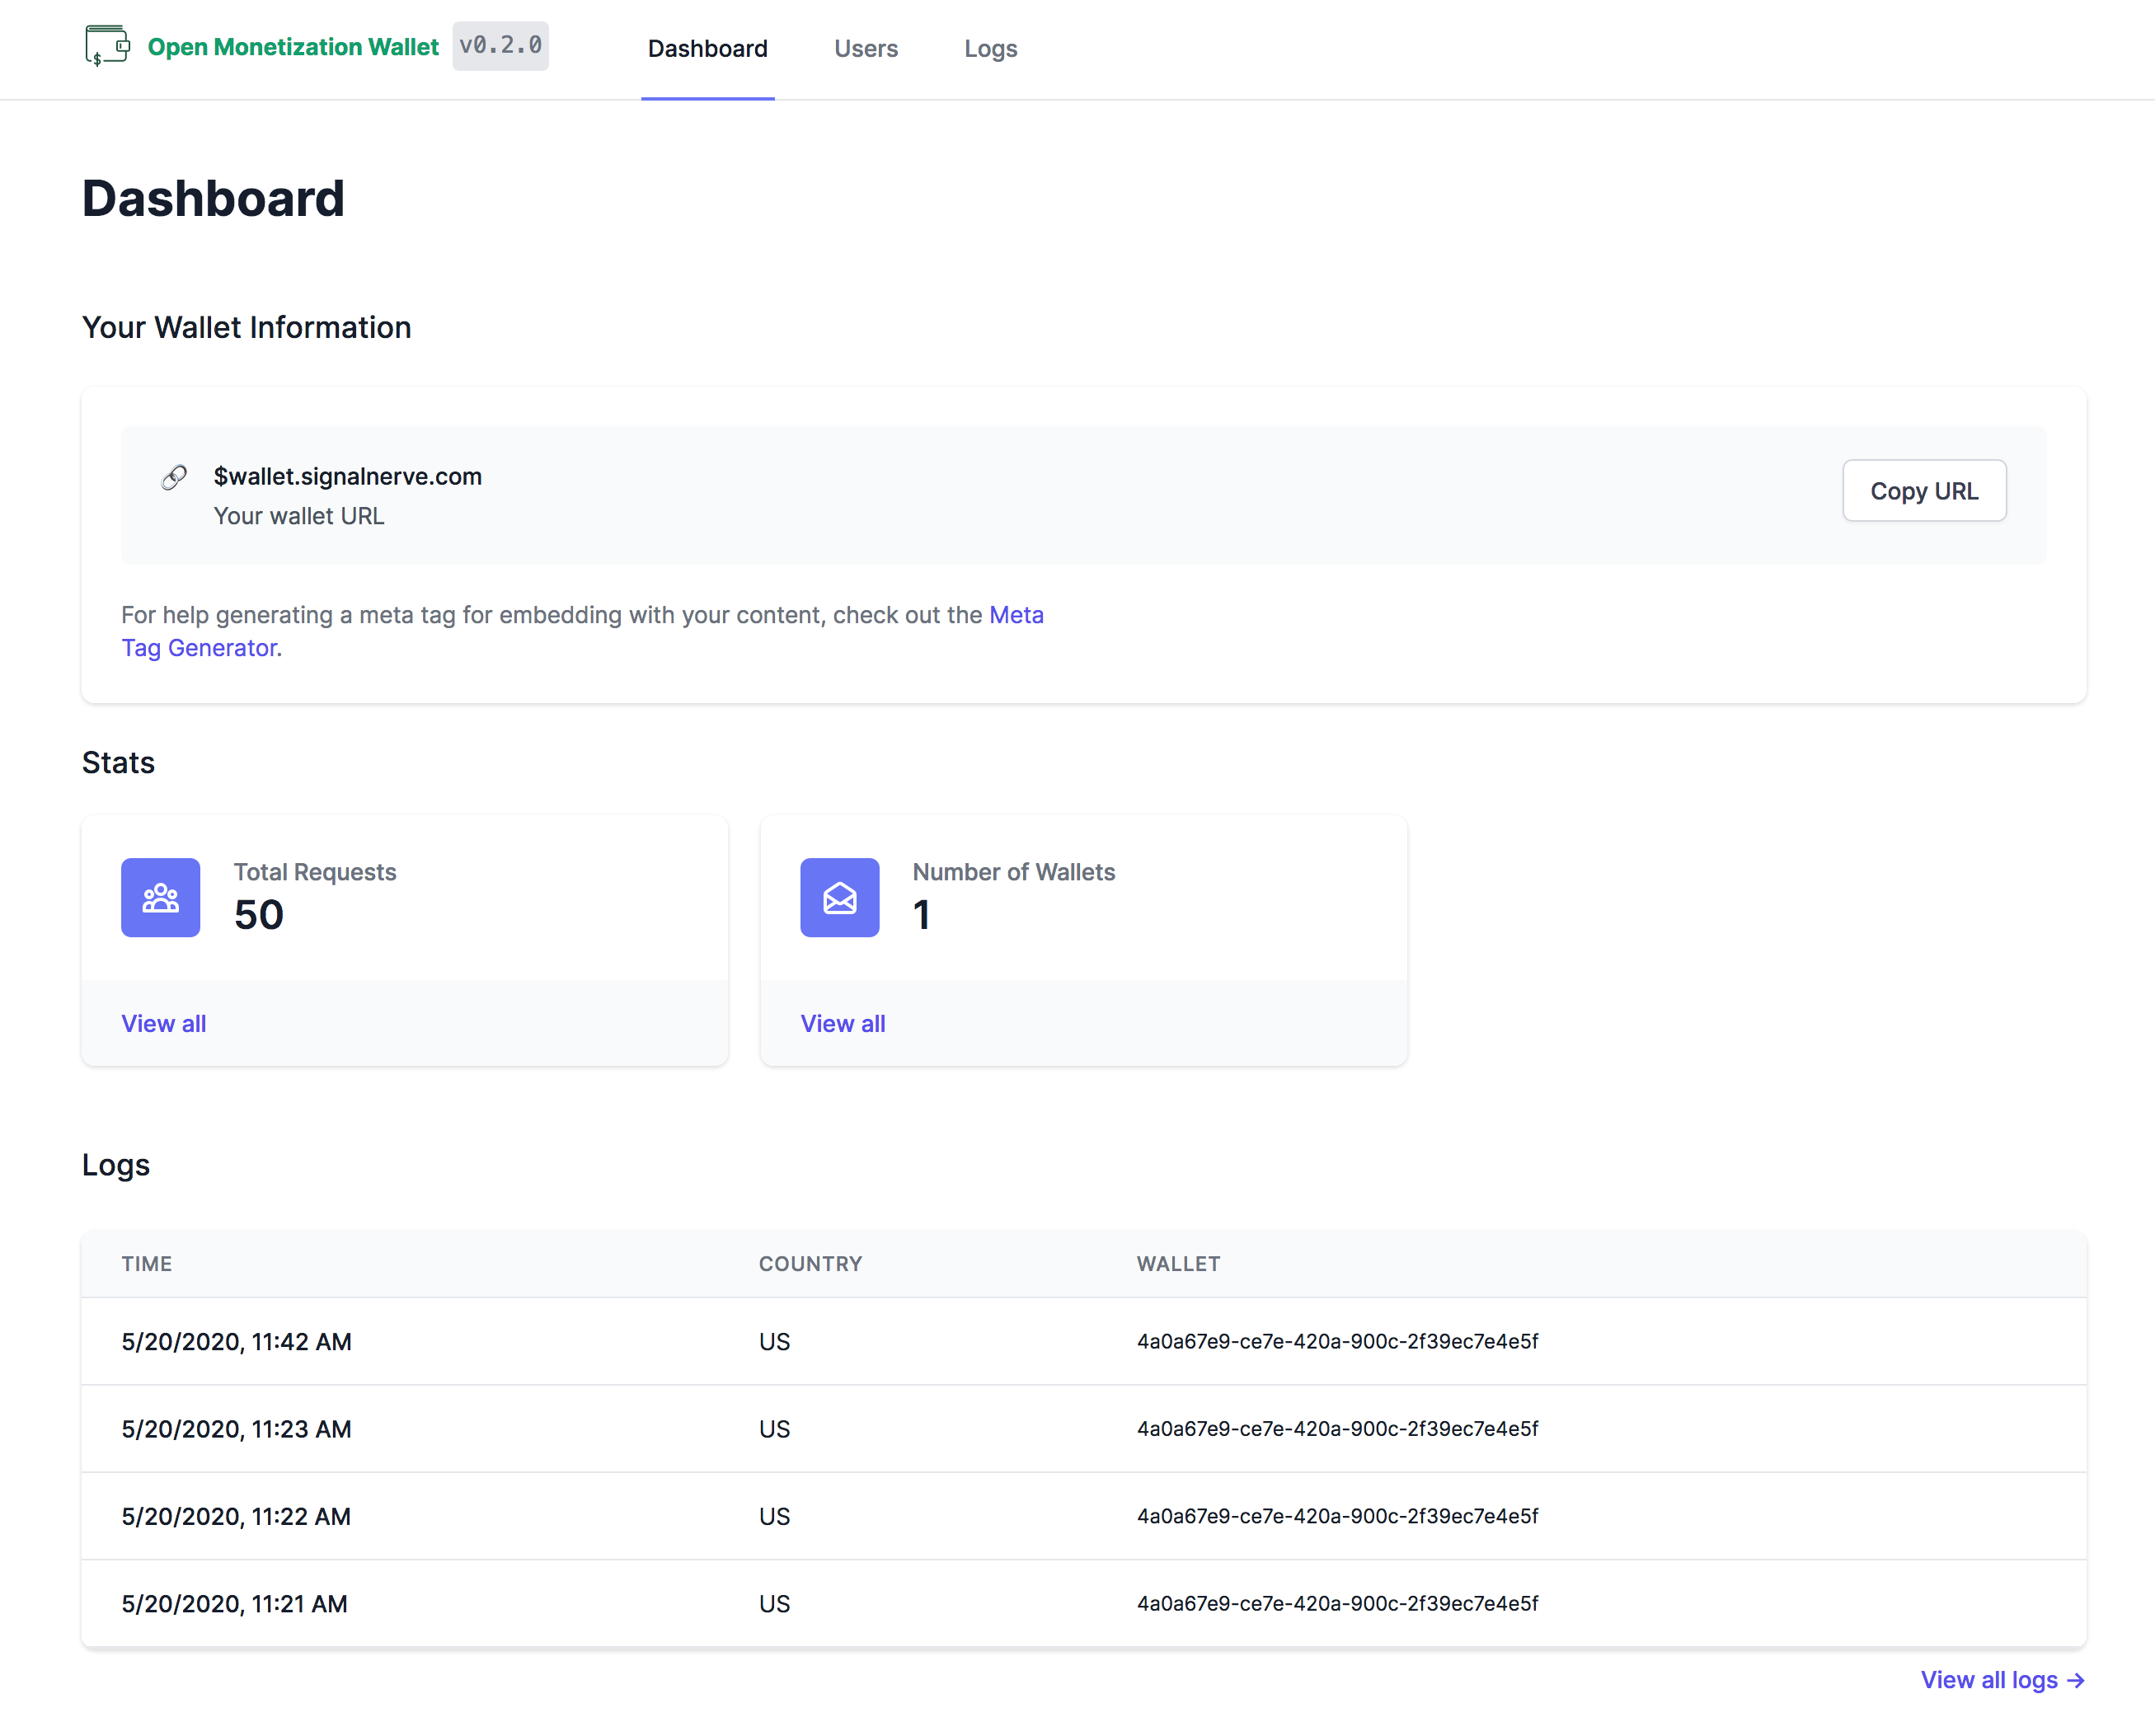 Open Monetization Wallet v0.2.0 Dashboard Users Logs
Dashboard
Your Wallet Information
$wallet.signalnerve.com
Your wallet URL
Copy URL
For help generating a meta tag for embedding with your content, check out the Meta
Tag Generator.
Stats
Total Requests
50
View all
Number of Wallets
1
View all
Logs
TIME COUNTRY WALLET
5/20/2020, 11:42 AM US 4a0a67e9-ce7e-420a-900c-2f39ec7e4e5f
5/20/2020, 11:23 AM US 4a0a67e9-ce7e-420a-900c-2f39ec7e4e5f
5/20/2020, 11:22 AM US 4a0a67e9-ce7e-420a-900c-2f39ec7e4e5f
5/20/2020, 11:21 AM US 4a0a67e9-ce7e-420a-900c-2f39ec7e4e5f
View all logs →